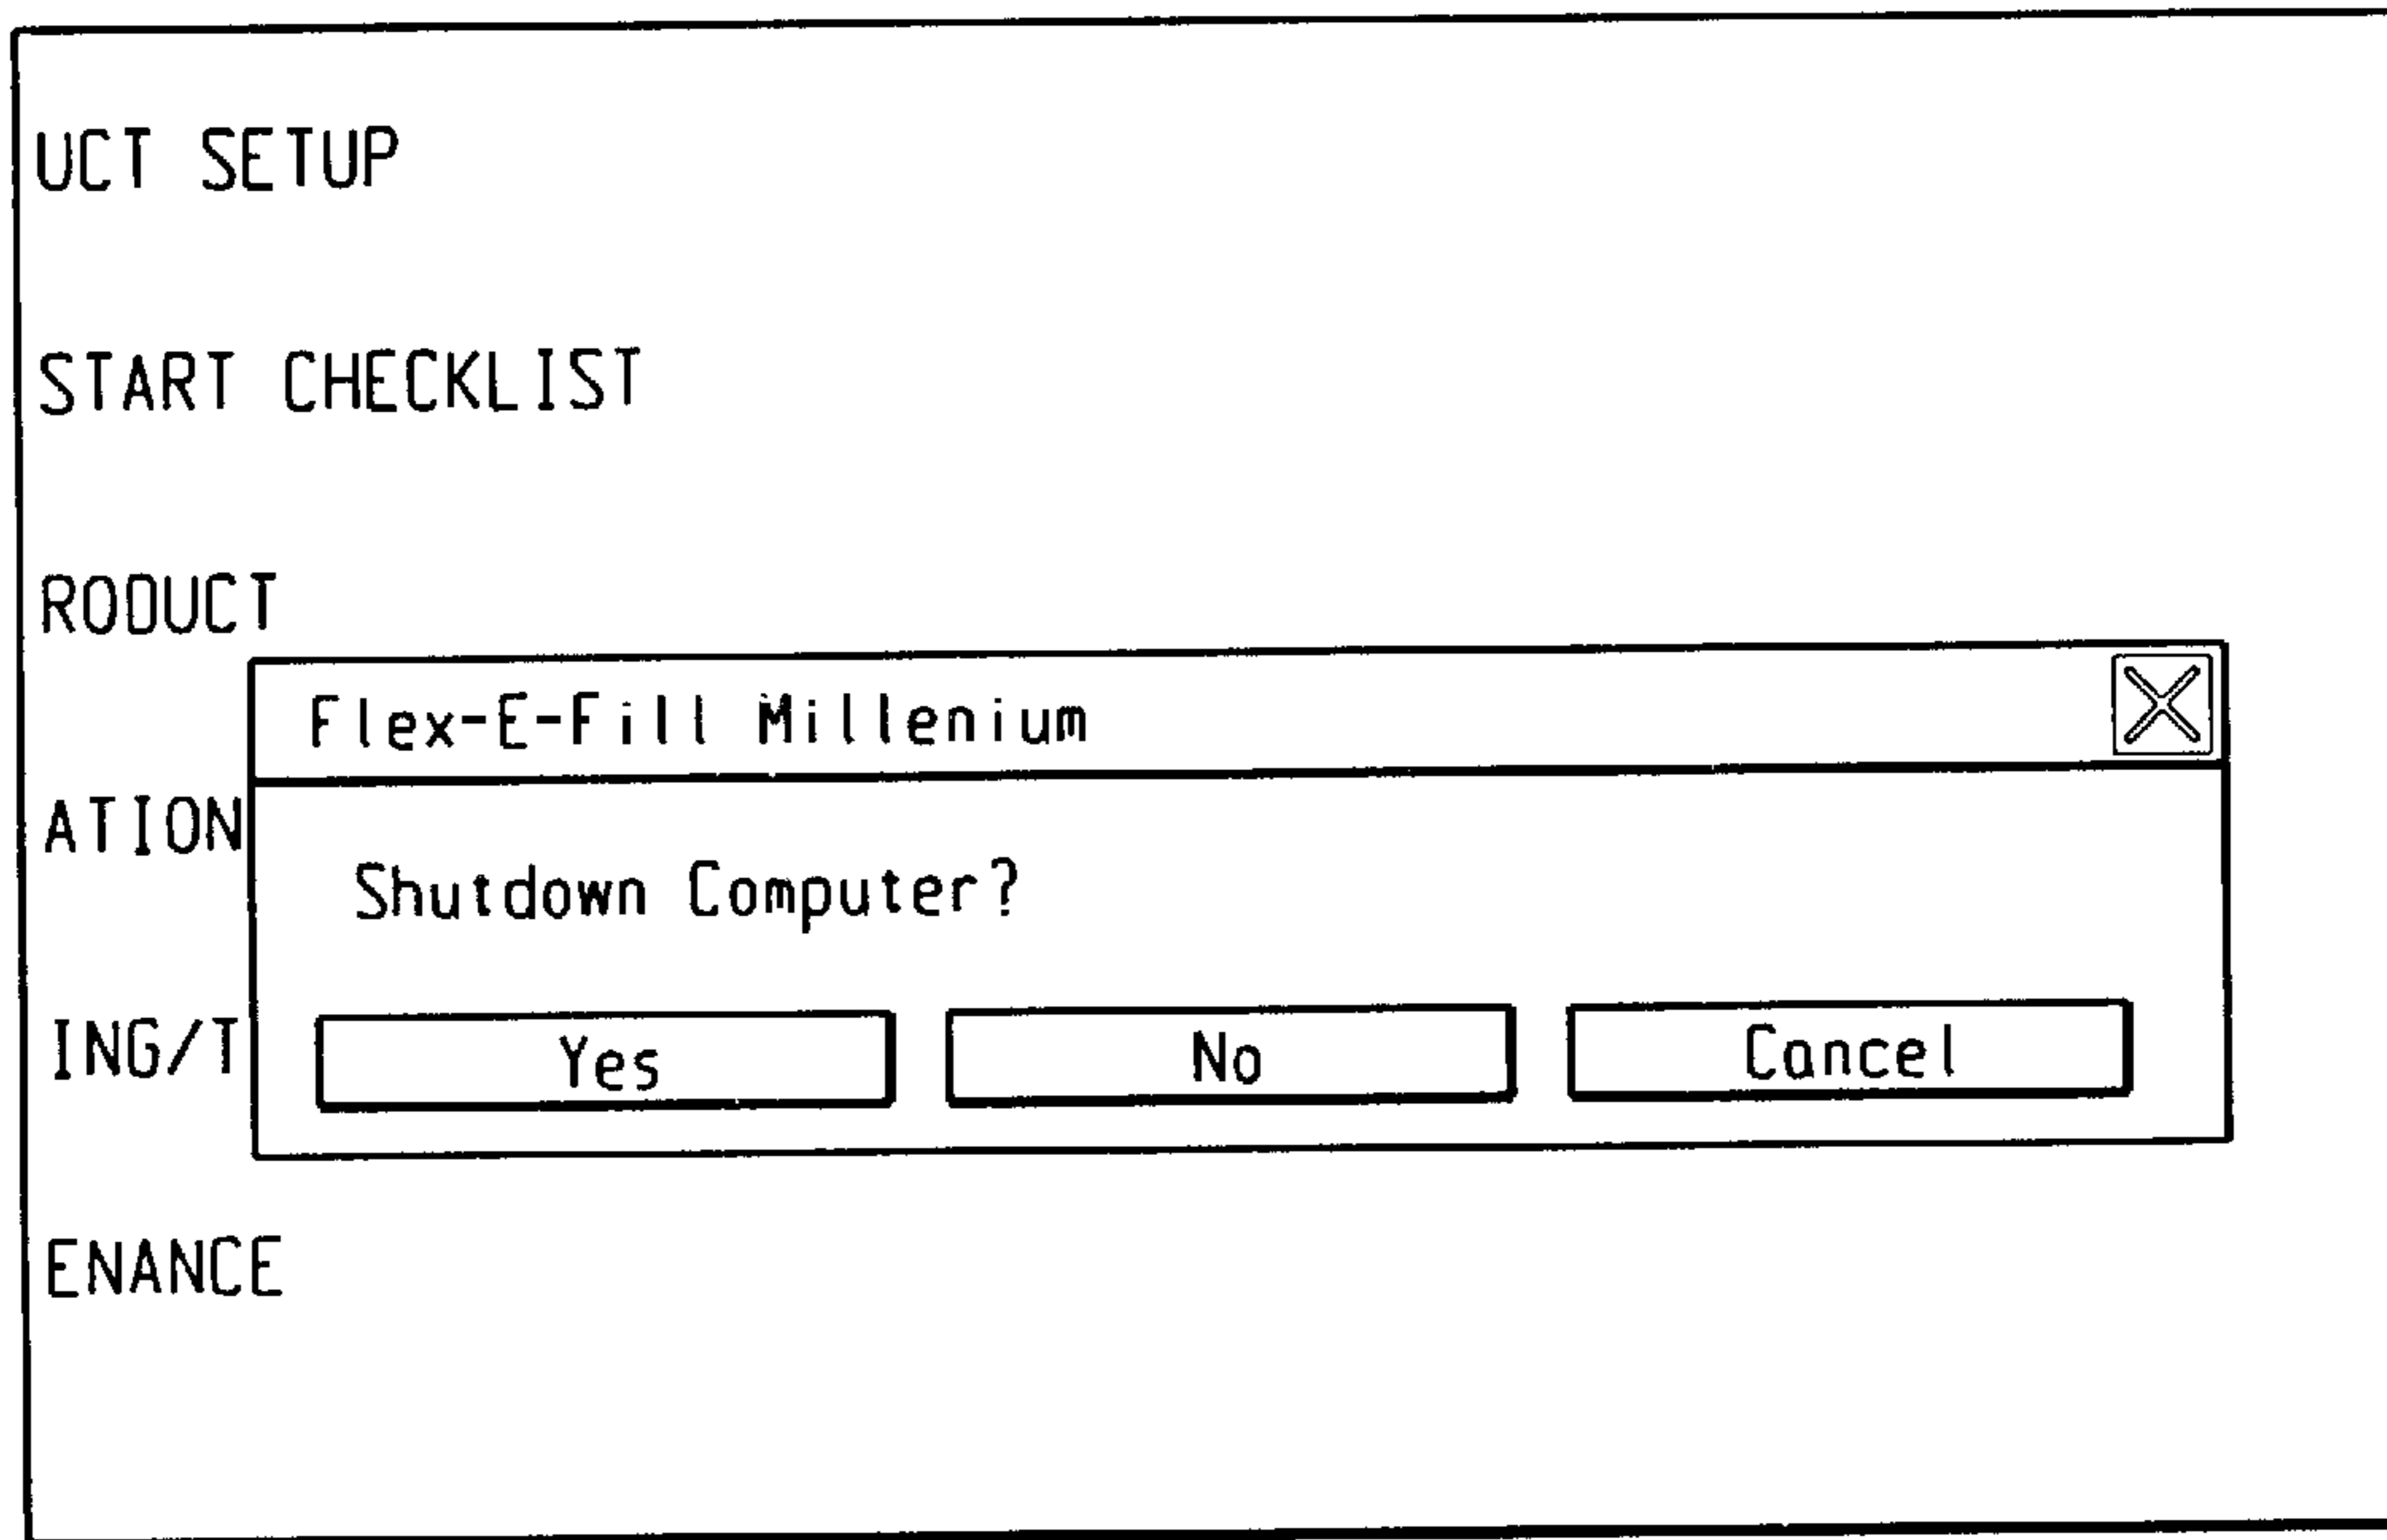 UCT SETUP
START CHECKLIST
RODUCT
Flex-E-Fill Millenium
ATION
Shutdown Computer?
ING/T
Yes No Cancel
ENANCE